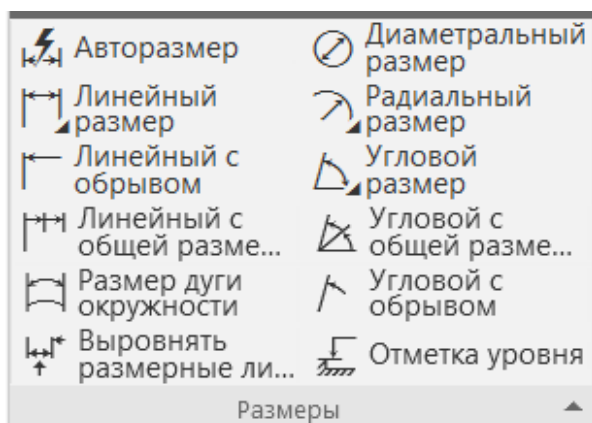 Авторазмер
Диаметральный
размер
Линейный
размер
Радиальный
размер
Линейный с
обрывом
Угловой
размер
Линейный с
общей разме...
Угловой с
общей разме...
Размер дуги
окружности
Угловой с
обрывом
Выровнять
размерные ли...
Отметка уровня
Размеры